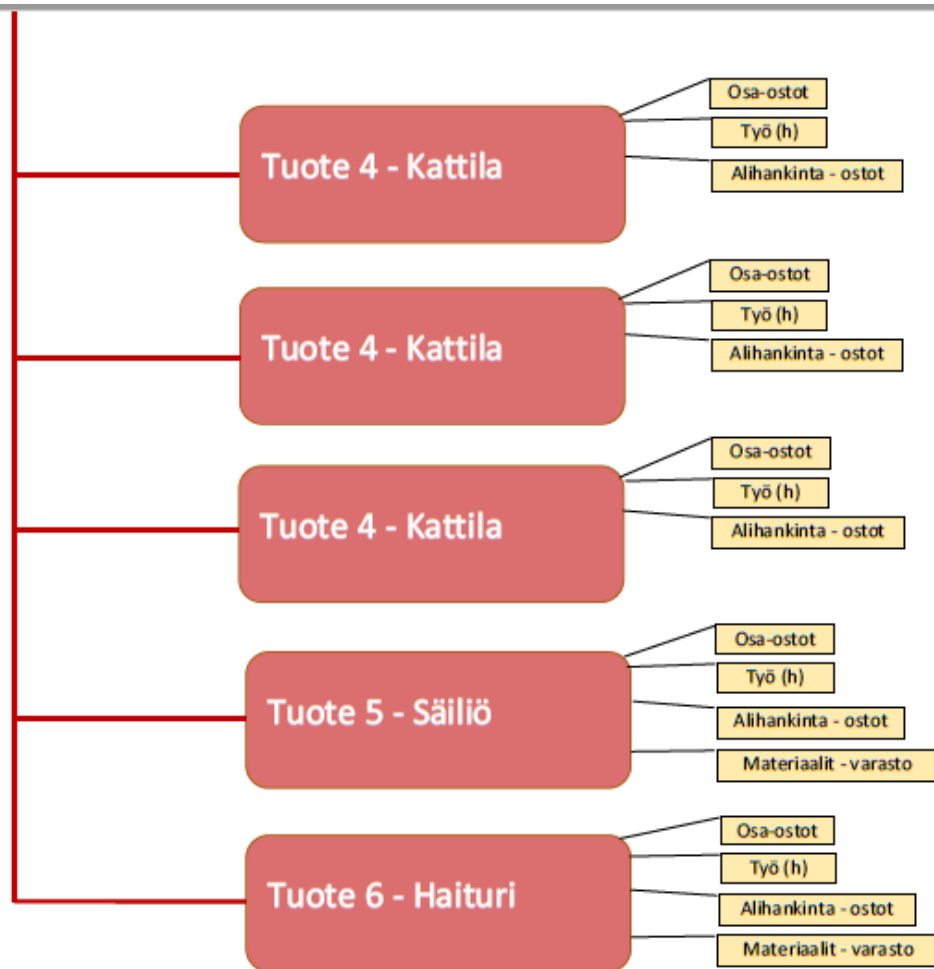 Osa-ostot
Tuote 4 - Kattila
Työ (h)
Alihankinta - ostot
Osa-ostot
Tuote 4 - Kattila
Työ (h)
Alihankinta - ostot
Osa-ostot
Tuote 4 - Kattila
Työ (h)
Alihankinta - ostot
Osa-ostot
Työ (h)
Tuote 5 - Säiliö
Alihankinta - ostot
Materiaalit - varasto
Osa-ostot
Työ (h)
Tuote 6 - Haituri
Alihankinta - ostot
Materiaalit - varasto